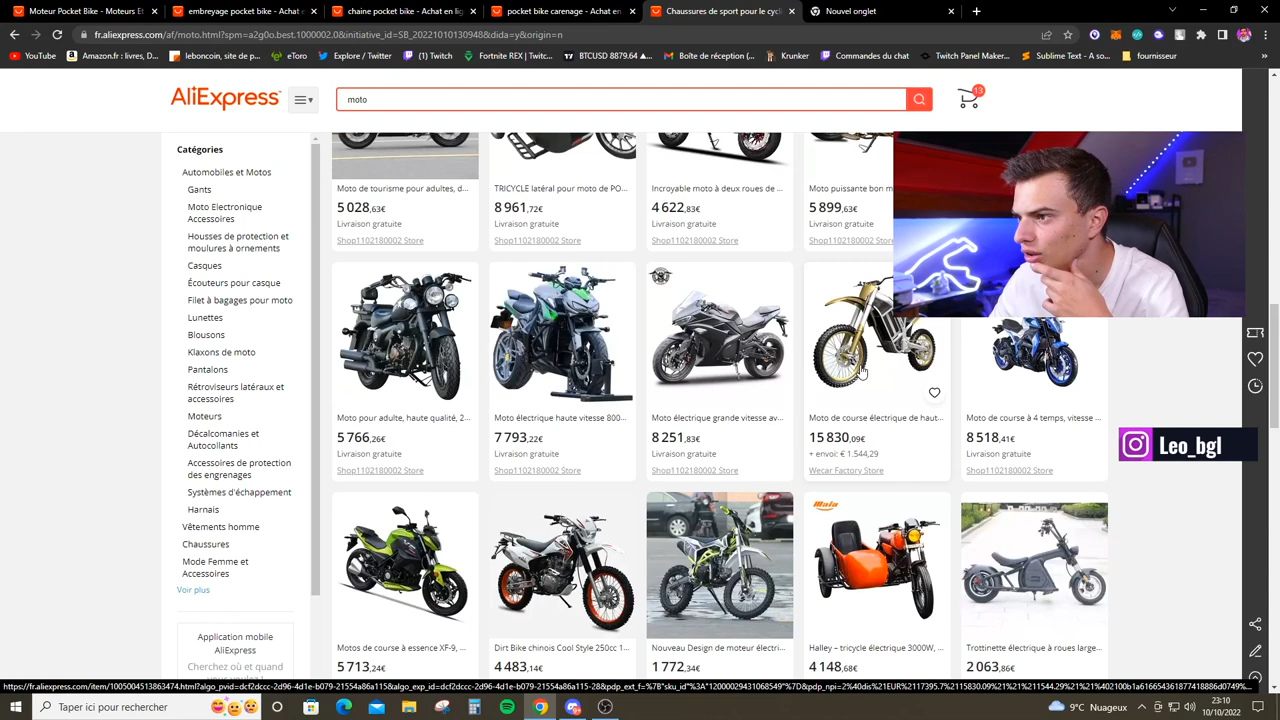 Moteur Pocket Bike - Moteurs Et
embreyage pocket bike - Achat e
chaine pocket bike - Achat en lig
pocket bike carenage - Achat en
Chaussures de sport pour le cycl
Nouvel onglet
fr.aliexpress.com/af/moto.html?spm=a2g0o.best.1000002.0&initiative_id=SB_20221010130948&dida=y&origin=n
YouTube
Amazon.fr : livres, D...
leboncoin, site de p...
eToro
Explore / Twitter
(1) Twitch
Fortnite REX | Twitc...
BTCUSD 8879.64 ▲...
Boîte de réception (...
Krunker
Commandes du chat
Twitch Panel Maker...
Sublime Text - A so...
fournisseur
AliExpress
moto
13
Catégories
Automobiles et Motos
Gants
Moto Electronique
Accessoires
Housses de protection et
moulures à ornements
Casques
Écouteurs pour casque
Filet à bagages pour moto
Lunettes
Blousons
Klaxons de moto
Pantalons
Rétroviseurs latéraux et
accessoires
Moteurs
Décalcomanies et
Autocollants
Accessoires de protection
des engrenages
Systèmes d'échappement
Harnais
Vêtements homme
Chaussures
Mode Femme et
Accessoires
Voir plus
Application mobile
AliExpress
Cherchez où et quand
Moto de tourisme pour adultes, d...
5 028,63€
Livraison gratuite
Shop1102180002 Store
TRICYCLE latéral pour moto de PO...
8 961,72€
Livraison gratuite
Shop1102180002 Store
Incroyable moto à deux roues de ...
4 622,83€
Livraison gratuite
Shop1102180002 Store
Moto puissante bon m
5 899,63€
Livraison gratuite
Shop1102180002 Store
Moto pour adulte, haute qualité, 2...
5 766,26€
Livraison gratuite
Shop1102180002 Store
Moto électrique haute vitesse 800...
7 793,22€
Livraison gratuite
Shop1102180002 Store
Moto électrique grande vitesse av...
8 251,83€
Livraison gratuite
Shop1102180002 Store
Moto de course électrique de haut...
15 830,09€
+ envoi: € 1.544,29
Wecar Factory Store
Moto de course à 4 temps, vitesse ...
8 518,41€
Livraison gratuite
Shop1102180002 Store
Leo_bgl
Motos de course à essence XF-9, ...
5 713,24€
Dirt Bike chinois Cool Style 250cc 1...
4 483,14€
Nouveau Design de moteur électri...
1 772,34€
Maia
Halley – tricycle électrique 3000W, ...
4 148,68€
Trottinette électrique à roues large...
2 063,86€
Taper ici pour rechercher
9°C Nuageux
23:10
10/10/2022